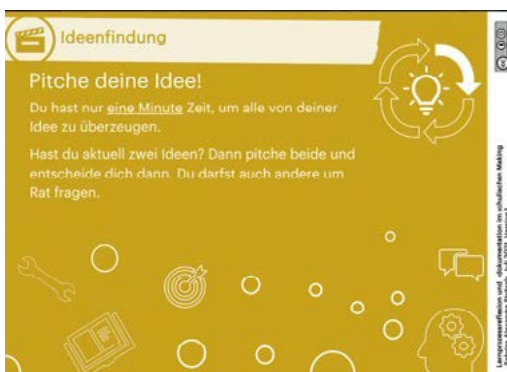 Ideenfindung
Pitche deine Idee!
Du hast nur eine Minute Zeit, um alle von deiner
Idee zu überzeugen.
Hast du aktuell zwei Ideen? Dann pitche beide und
entscheide dich dann. Du darfst auch andere um
Rat fragen.
Lernprozessreflexion und -dokumentation im schulischen Making